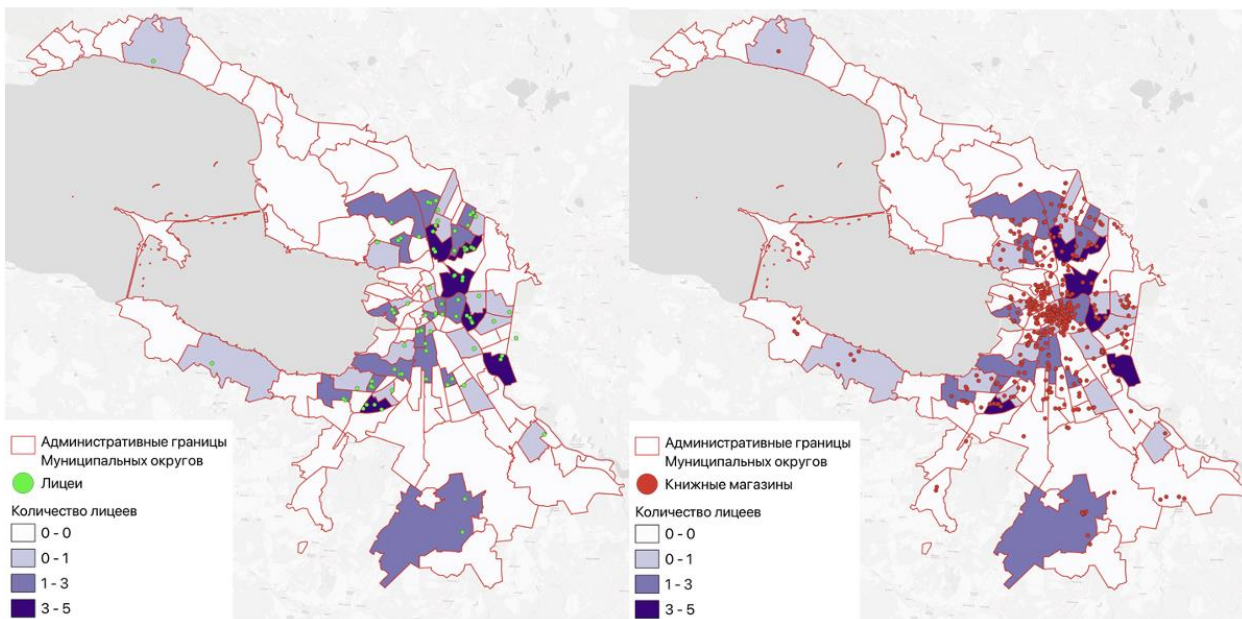 Административные границы
Муниципальных округов
Лицеи
Количество лицеев
0 - 0
0 - 1
1 - 3
3 - 5
Административные границы
Муниципальных округов
Книжные магазины
Количество лицеев
0 - 0
0 - 1
1 - 3
3 - 5